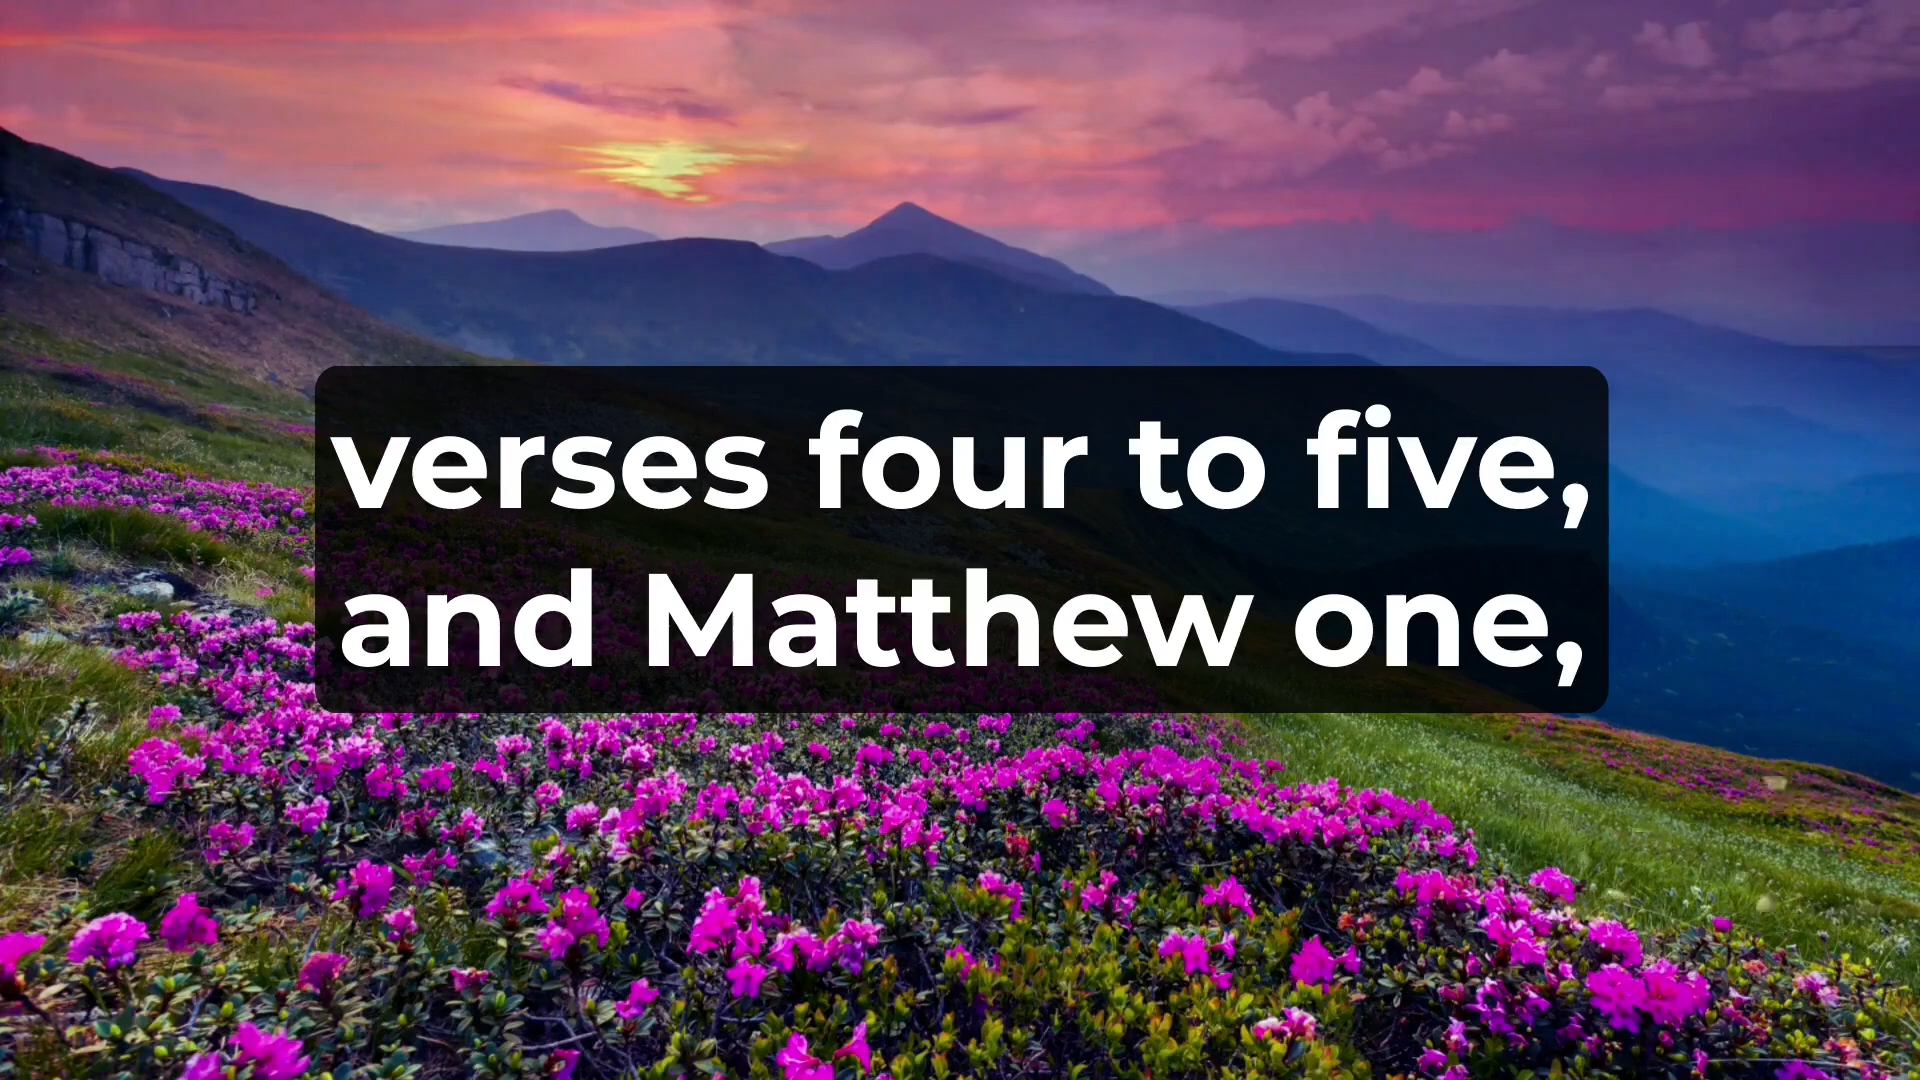 verses four to five,
and Matthew one,